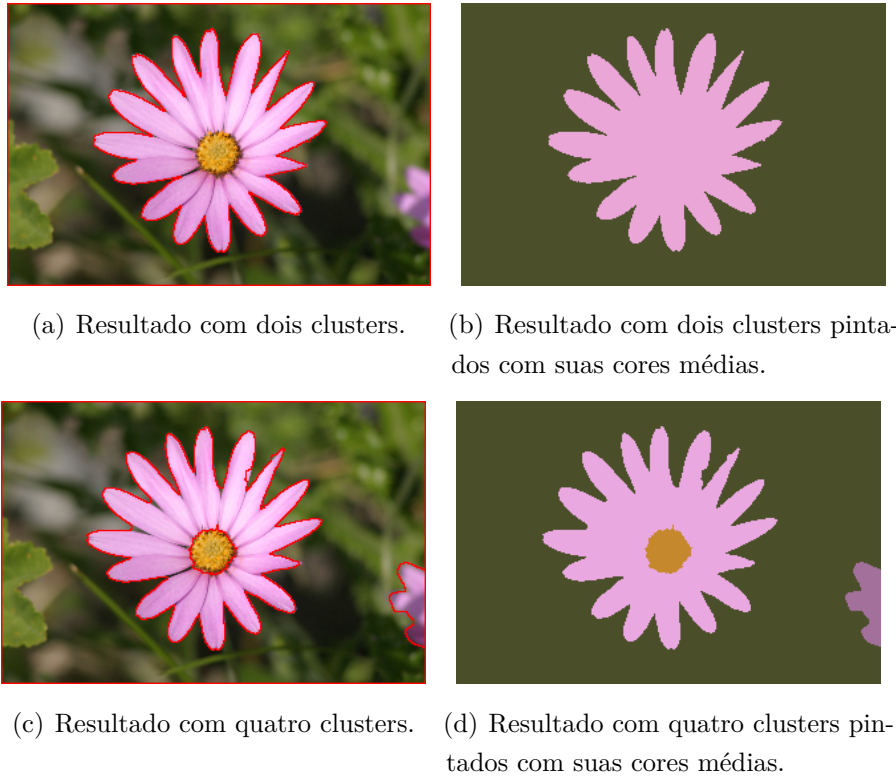 (a) Resultado com dois clusters.
(b) Resultado com dois clusters pinta-
dos com suas cores médias.
(c) Resultado com quatro clusters.
(d) Resultado com quatro clusters pin-
tados com suas cores médias.